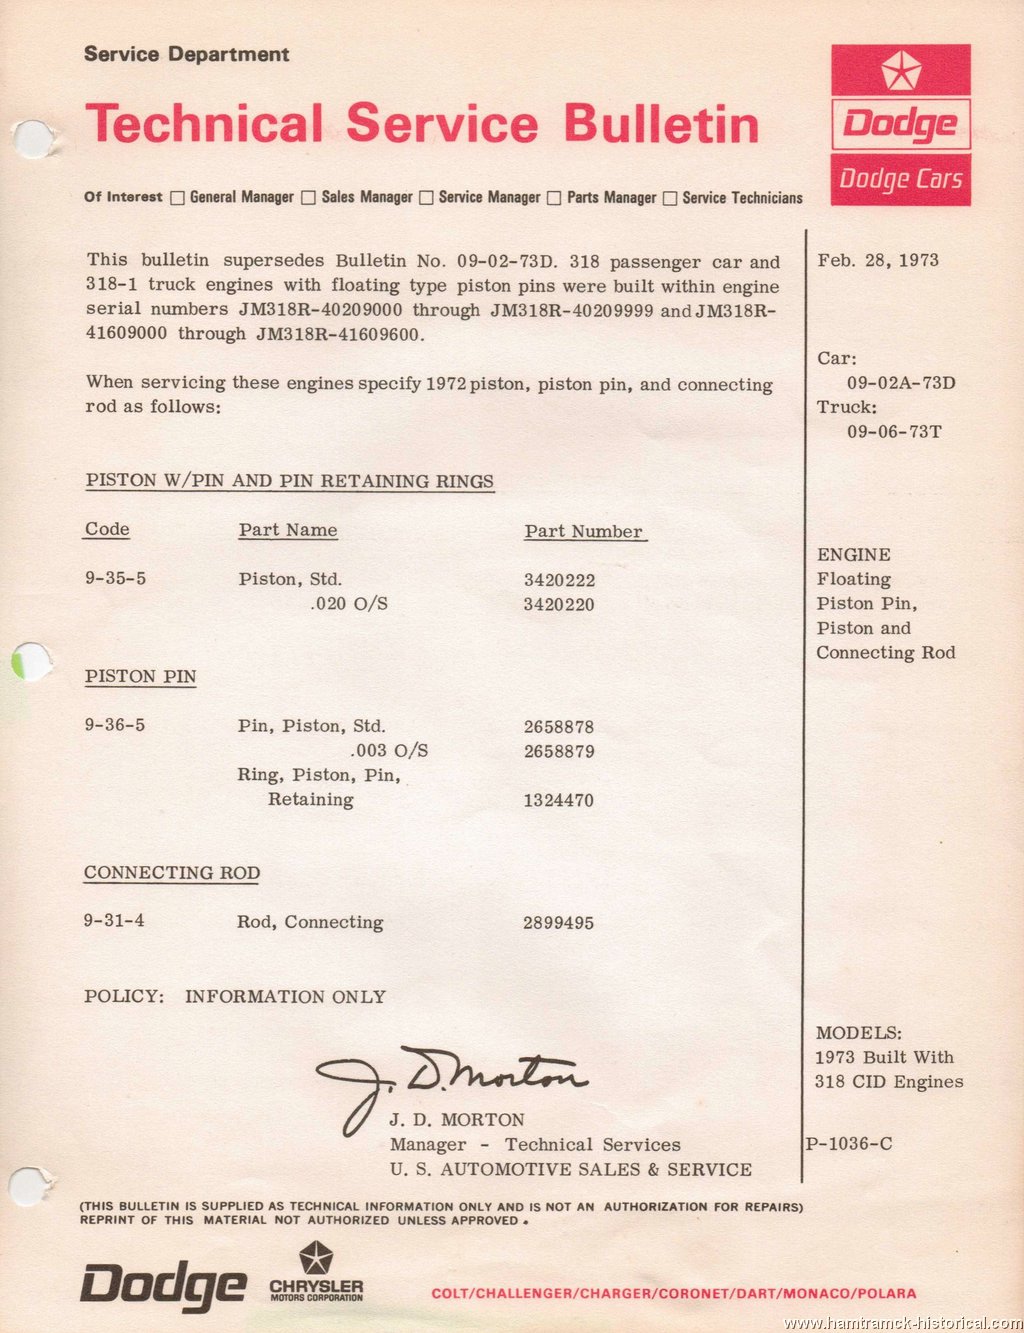 Service Department
Technical Service Bulletin
Dodge
Dodge Cars
Of Interest □ General Manager □ Sales Manager □ Service Manager □ Parts Manager □ Service Technicians
This bulletin supersedes Bulletin No. 09-02-73D. 318 passenger car and
318-1 truck engines with floating type piston pins were built within engine
serial numbers JM318R-40209000 through JM318R-40209999 and JM318R-
41609000 through JM318R-41609600.
When servicing these engines specify 1972 piston, piston pin, and connecting
rod as follows:
PISTON W/PIN AND PIN RETAINING RINGS
Code Part Name Part Number
9-35-5 Piston, Std. 3420222
.020 O/S 3420220
PISTON PIN
9-36-5 Pin, Piston, Std. 2658878
.003 O/S 2658879
Ring, Piston, Pin,
Retaining 1324470
CONNECTING ROD
9-31-4 Rod, Connecting 2899495
POLICY: INFORMATION ONLY
J. D. Morton
J. D. MORTON
Manager - Technical Services
U. S. AUTOMOTIVE SALES & SERVICE
Feb. 28, 1973
Car:
09-02A-73D
Truck:
09-06-73T
ENGINE
Floating
Piston Pin,
Piston and
Connecting Rod
MODELS:
1973 Built With
318 CID Engines
P-1036-C
(THIS BULLETIN IS SUPPLIED AS TECHNICAL INFORMATION ONLY AND IS NOT AN AUTHORIZATION FOR REPAIRS)
REPRINT OF THIS MATERIAL NOT AUTHORIZED UNLESS APPROVED.
Dodge
CHRYSLER
MOTORS CORPORATION
COLT/CHALLENGER/CHARGER/CORONET/DART/MONACO/POLARA
www.hamtramck-historical.com